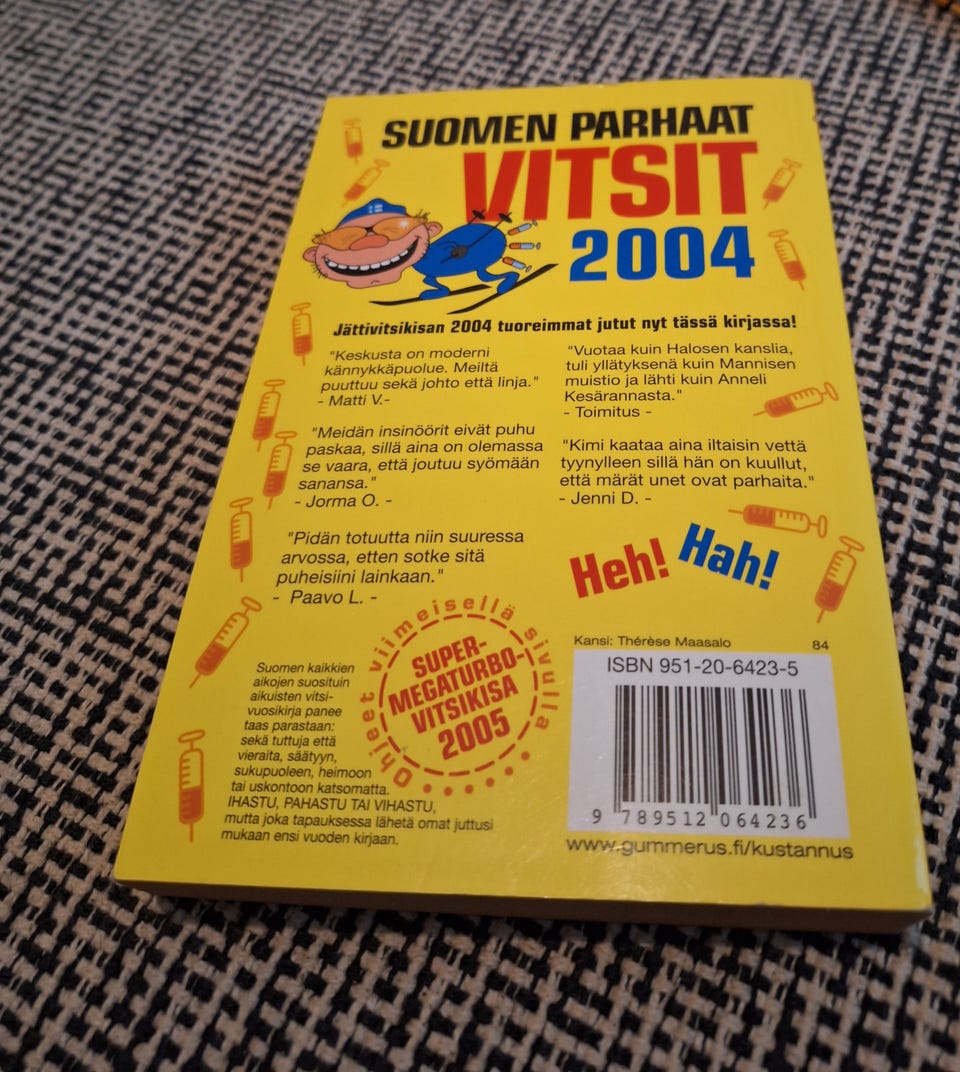 SUOMEN PARHAAT
VITSIT
2004
Jättivitsikisan 2004 tuoreimmat jutut nyt tässä kirjassa!
"Keskusta on moderni
kännykkäpuolue. Meiltä
puuttuu sekä johto että linja."
- Matti V.-
"Meidän insinöörit eivät puhu
paskaa, sillä aina on olemassa
se vaara, että joutuu syömään
sanansa."
- Jorma O. -
"Pidän totuutta niin suuressa
arvossa, etten sotke sitä
puheisiini lainkaan."
- Paavo L. -
"Vuotaa kuin Halosen kanslia,
tuli yllätyksenä kuin Mannisen
muistio ja lähti kuin Anneli
Kesärannasta."
- Toimitus -
"Kimi kaataa aina iltaisin vettä
tyynylleen sillä hän on kuullut,
että märät unet ovat parhaita."
- Jenni D. -
Heh! Hah!
Suomen kaikkien
aikojen suosituin
aikuisten vitsi-
vuosikirja panee
taas parastaan:
sekä tuttuja että
vieraita, säätyyn,
sukupuoleen, heimoon
tai uskontoon katsomatta.
IHASTU, PAHASTU TAI VIHASTU,
mutta joka tapauksessa lähetä omat juttusi
mukaan ensi vuoden kirjaan.
Ohjeet viimeisellä sivulla
SUPER-
MEGATURBO-
VITSIKISA
2005
Kansi: Thérèse Maasalo 84
ISBN 951-20-6423-5
9 789512 064236
www.gummerus.fi/kustannus